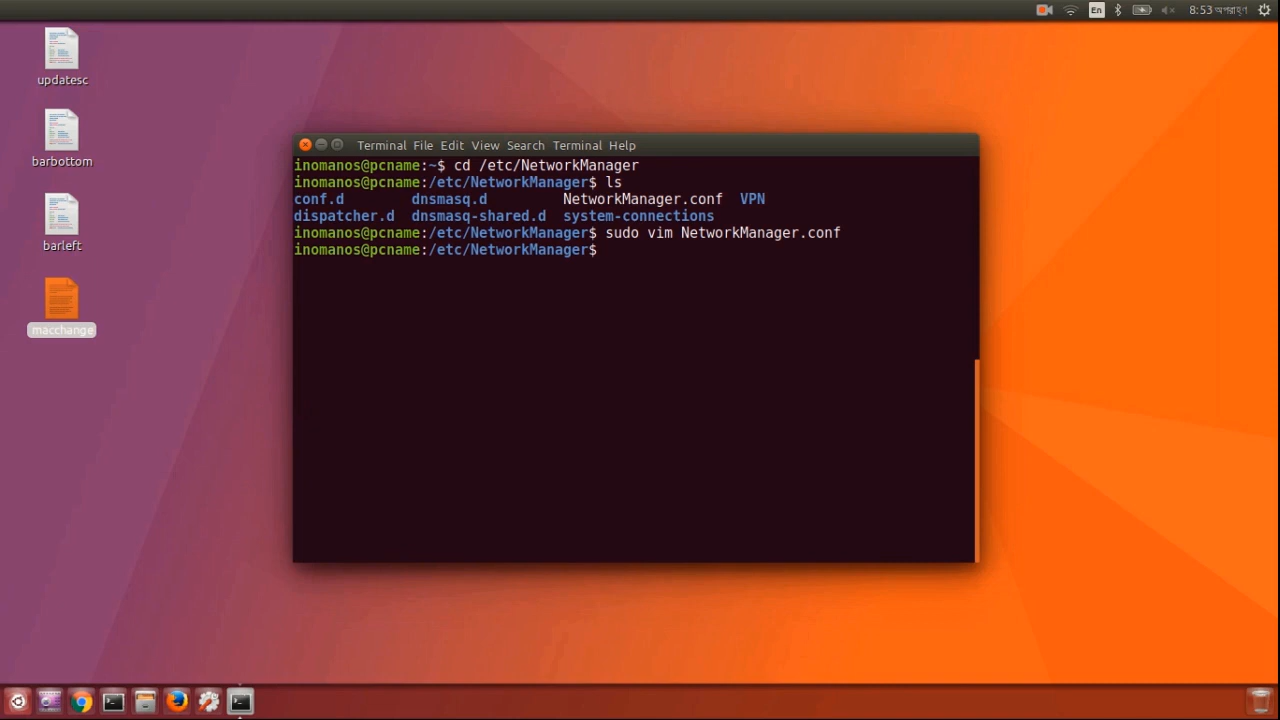 En 8:53 অপরাহ্ণ
updatesc
barbottom
barleft
macchange
Terminal File Edit View Search Terminal Help
inomanos@pcname:~$ cd /etc/NetworkManager
inomanos@pcname:/etc/NetworkManager$ ls
conf.d dnsmasq.d NetworkManager.conf VPN
dispatcher.d dnsmasq-shared.d system-connections
inomanos@pcname:/etc/NetworkManager$ sudo vim NetworkManager.conf
inomanos@pcname:/etc/NetworkManager$